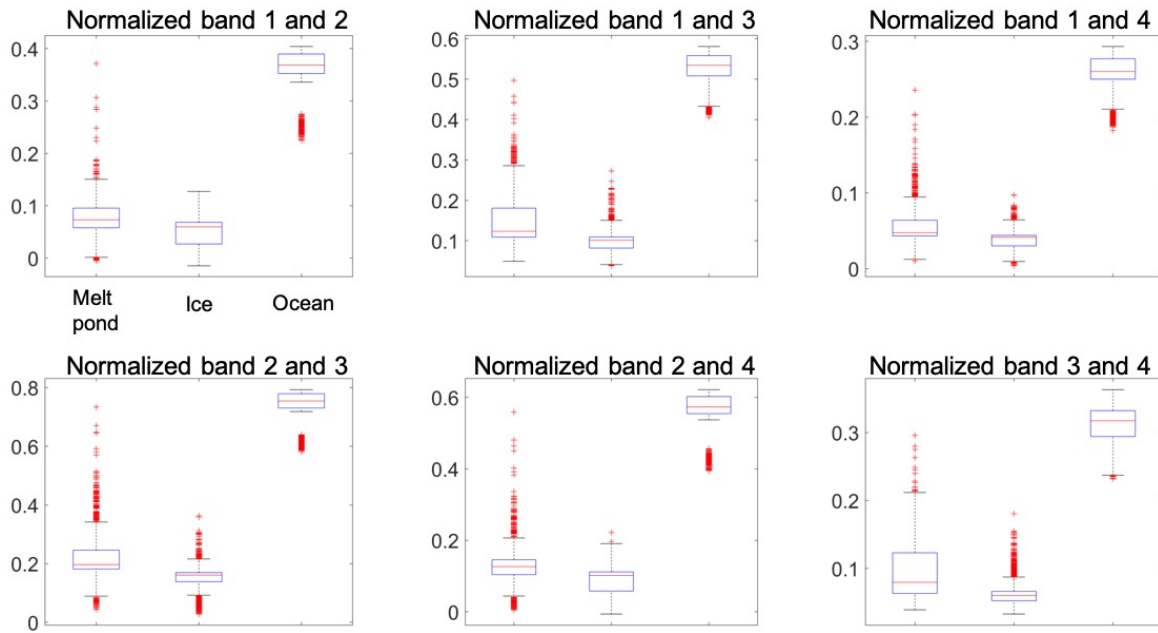 Normalized band 1 and 2
Normalized band 1 and 3
Normalized band 1 and 4
0.4
0.3
0.2
0.1
0
0.6
0.5
0.4
0.3
0.2
0.1
0.3
0.2
0.1
0
Melt
pond
Ice
Ocean
Normalized band 2 and 3
Normalized band 2 and 4
Normalized band 3 and 4
0.8
0.6
0.4
0.2
0
0.6
0.4
0.2
0
0.3
0.2
0.1